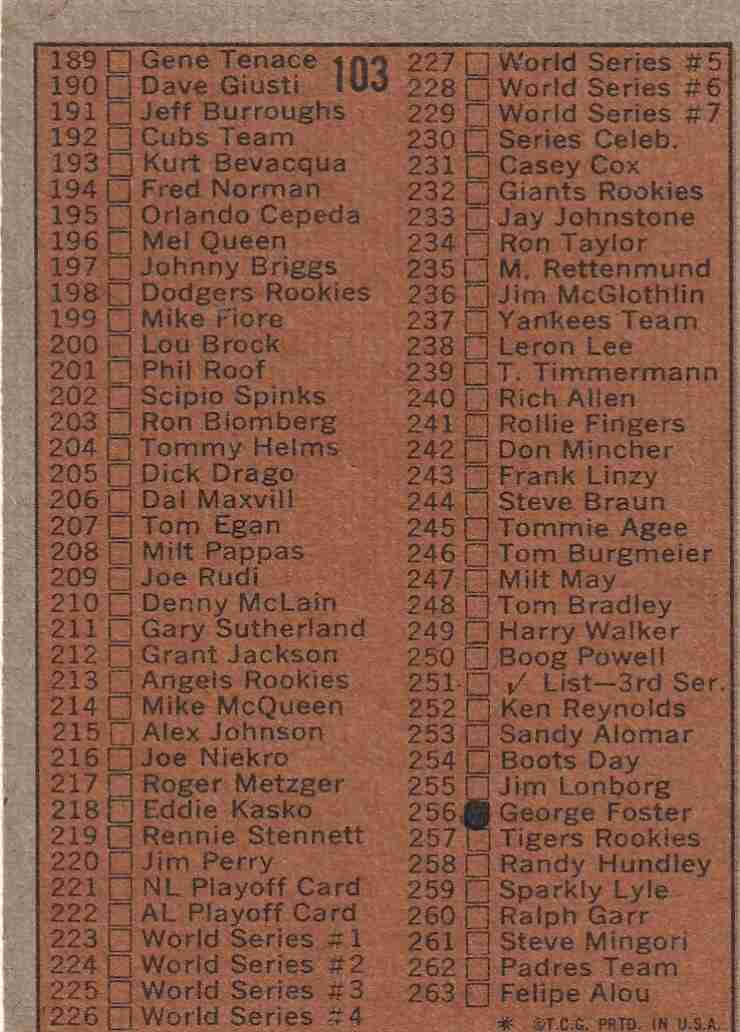 103
189 Gene Tenace
190 Dave Giusti
191 Jeff Burroughs
192 Cubs Team
193 Kurt Bevacqua
194 Fred Norman
195 Orlando Cepeda
196 Mel Queen
197 Johnny Briggs
198 Dodgers Rookies
199 Mike Fiore
200 Lou Brock
201 Phil Roof
202 Scipio Spinks
203 Ron Blomberg
204 Tommy Helms
205 Dick Drago
206 Dal Maxvill
207 Tom Egan
208 Milt Pappas
209 Joe Rudi
210 Denny McLain
211 Gary Sutherland
212 Grant Jackson
213 Angels Rookies
214 Mike McQueen
215 Alex Johnson
216 Joe Niekro
217 Roger Metzger
218 Eddie Kasko
219 Rennie Stennett
220 Jim Perry
221 NL Playoff Card
222 AL Playoff Card
223 World Series #1
224 World Series #2
225 World Series #3
226 World Series #4
227 World Series #5
228 World Series #6
229 World Series #7
230 Series Celeb.
231 Casey Cox
232 Giants Rookies
233 Jay Johnstone
234 Ron Taylor
235 M. Rettenmund
236 Jim McGlothlin
237 Yankees Team
238 Leron Lee
239 T. Timmermann
240 Rich Allen
241 Rollie Fingers
242 Don Mincher
243 Frank Linzy
244 Steve Braun
245 Tommie Agee
246 Tom Burgmeier
247 Milt May
248 Tom Bradley
249 Harry Walker
250 Boog Powell
251 ✓ List—3rd Ser.
252 Ken Reynolds
253 Sandy Alomar
254 Boots Day
255 Jim Lonborg
256 George Foster
257 Tigers Rookies
258 Randy Hundley
259 Sparkly Lyle
260 Ralph Garr
261 Steve Mingori
262 Padres Team
263 Felipe Alou
* ©T.C.G. PRTD. IN U.S.A.